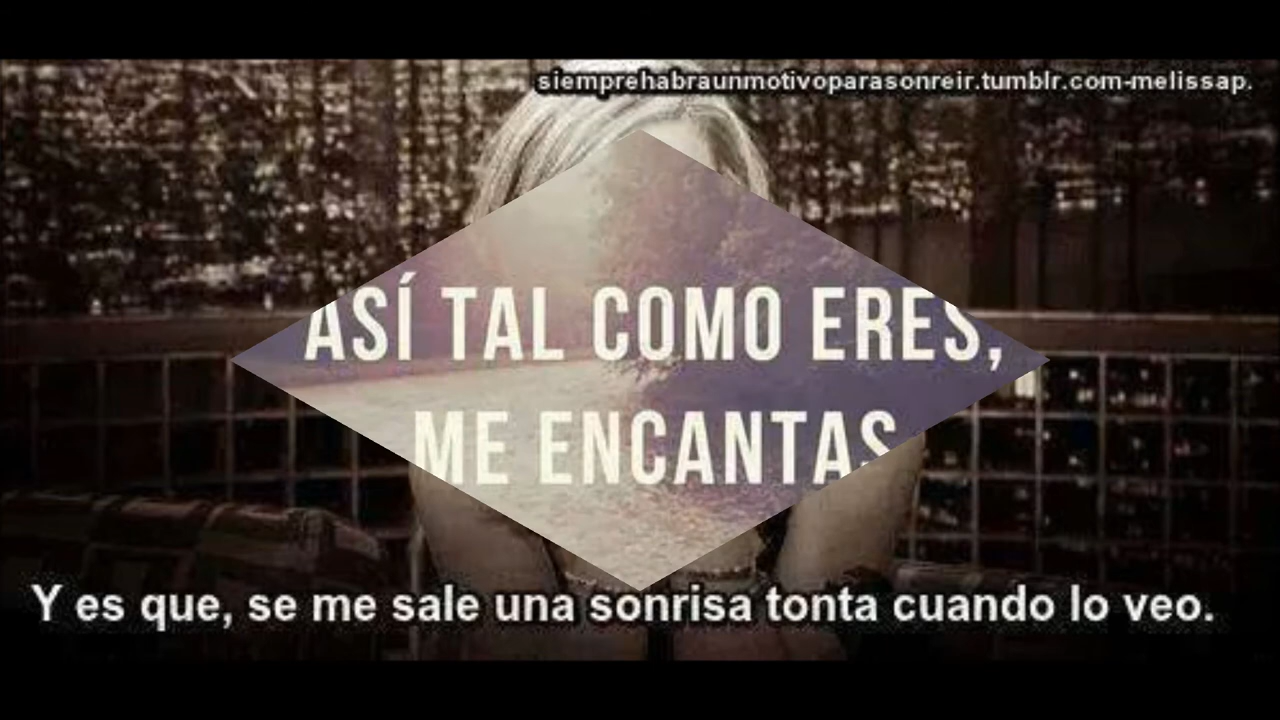 siemprehabraunmotivoparasonreir.tumblr.com-melissap.
ASÍ TAL COMO ERES,
ME ENCANTAS
Y es que, se me sale una sonrisa tonta cuando lo veo.